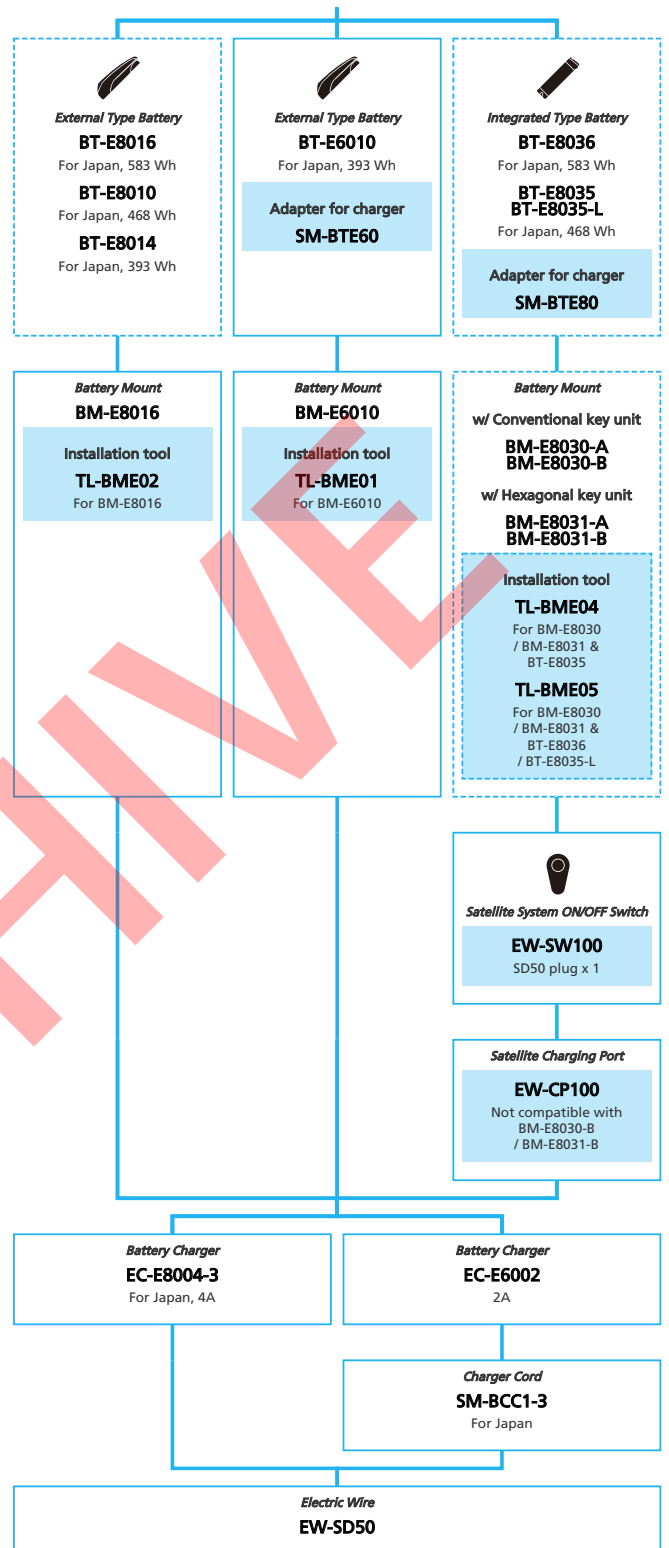 External Type Battery
BT-E8016
For Japan, 583 Wh
BT-E8010
For Japan, 468 Wh
BT-E8014
For Japan, 393 Wh
External Type Battery
BT-E6010
For Japan, 393 Wh
Adapter for charger
SM-BTE60
Integrated Type Battery
BT-E8036
For Japan, 583 Wh
BT-E8035
BT-E8035-L
For Japan, 468 Wh
Adapter for charger
SM-BTE80
Battery Mount
BM-E8016
Installation tool
TL-BME02
For BM-E8016
Battery Mount
BM-E6010
Installation tool
TL-BME01
For BM-E6010
Battery Mount
w/ Conventional key unit
BM-E8030-A
BM-E8030-B
w/ Hexagonal key unit
BM-E8031-A
BM-E8031-B
Installation tool
TL-BME04
For BM-E8030
/ BM-E8031 &
BT-E8035
TL-BME05
For BM-E8030
/ BM-E8031 &
BT-E8036
/ BT-E8035-L
Satellite System ON/OFF Switch
EW-SW100
SD50 plug x 1
Satellite Charging Port
EW-CP100
Not compatible with
BM-E8030-B
/ BM-E8031-B
Battery Charger
EC-E8004-3
For Japan, 4A
Battery Charger
EC-E6002
2A
Charger Cord
SM-BCC1-3
For Japan
Electric Wire
EW-SD50
HIVE